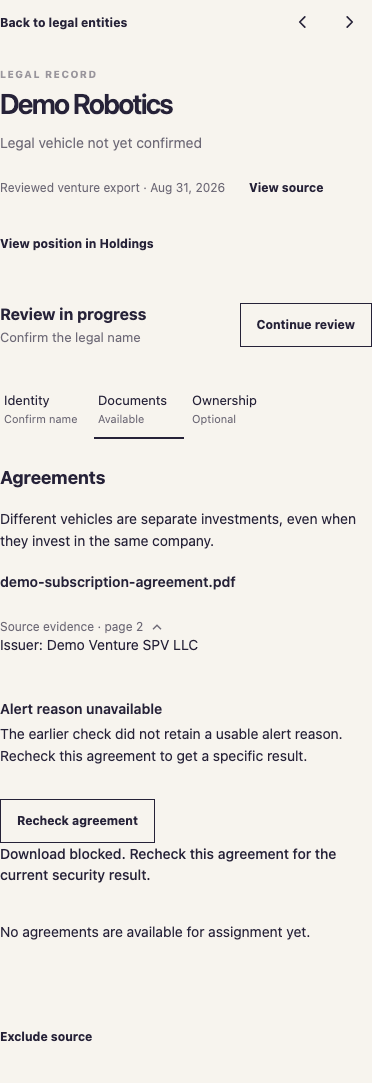 Back to legal entities
LEGAL RECORD
Demo Robotics
Legal vehicle not yet confirmed
Reviewed venture export · Aug 31, 2026 View source
View position in Holdings
Review in progress
Confirm the legal name
Continue review
Identity
Confirm name
Documents
Available
Ownership
Optional
Agreements
Different vehicles are separate investments, even when
they invest in the same company.
demo-subscription-agreement.pdf
Source evidence · page 2
Issuer: Demo Venture SPV LLC
Alert reason unavailable
The earlier check did not retain a usable alert reason.
Recheck this agreement to get a specific result.
Recheck agreement
Download blocked. Recheck this agreement for the
current security result.
No agreements are available for assignment yet.
Exclude source